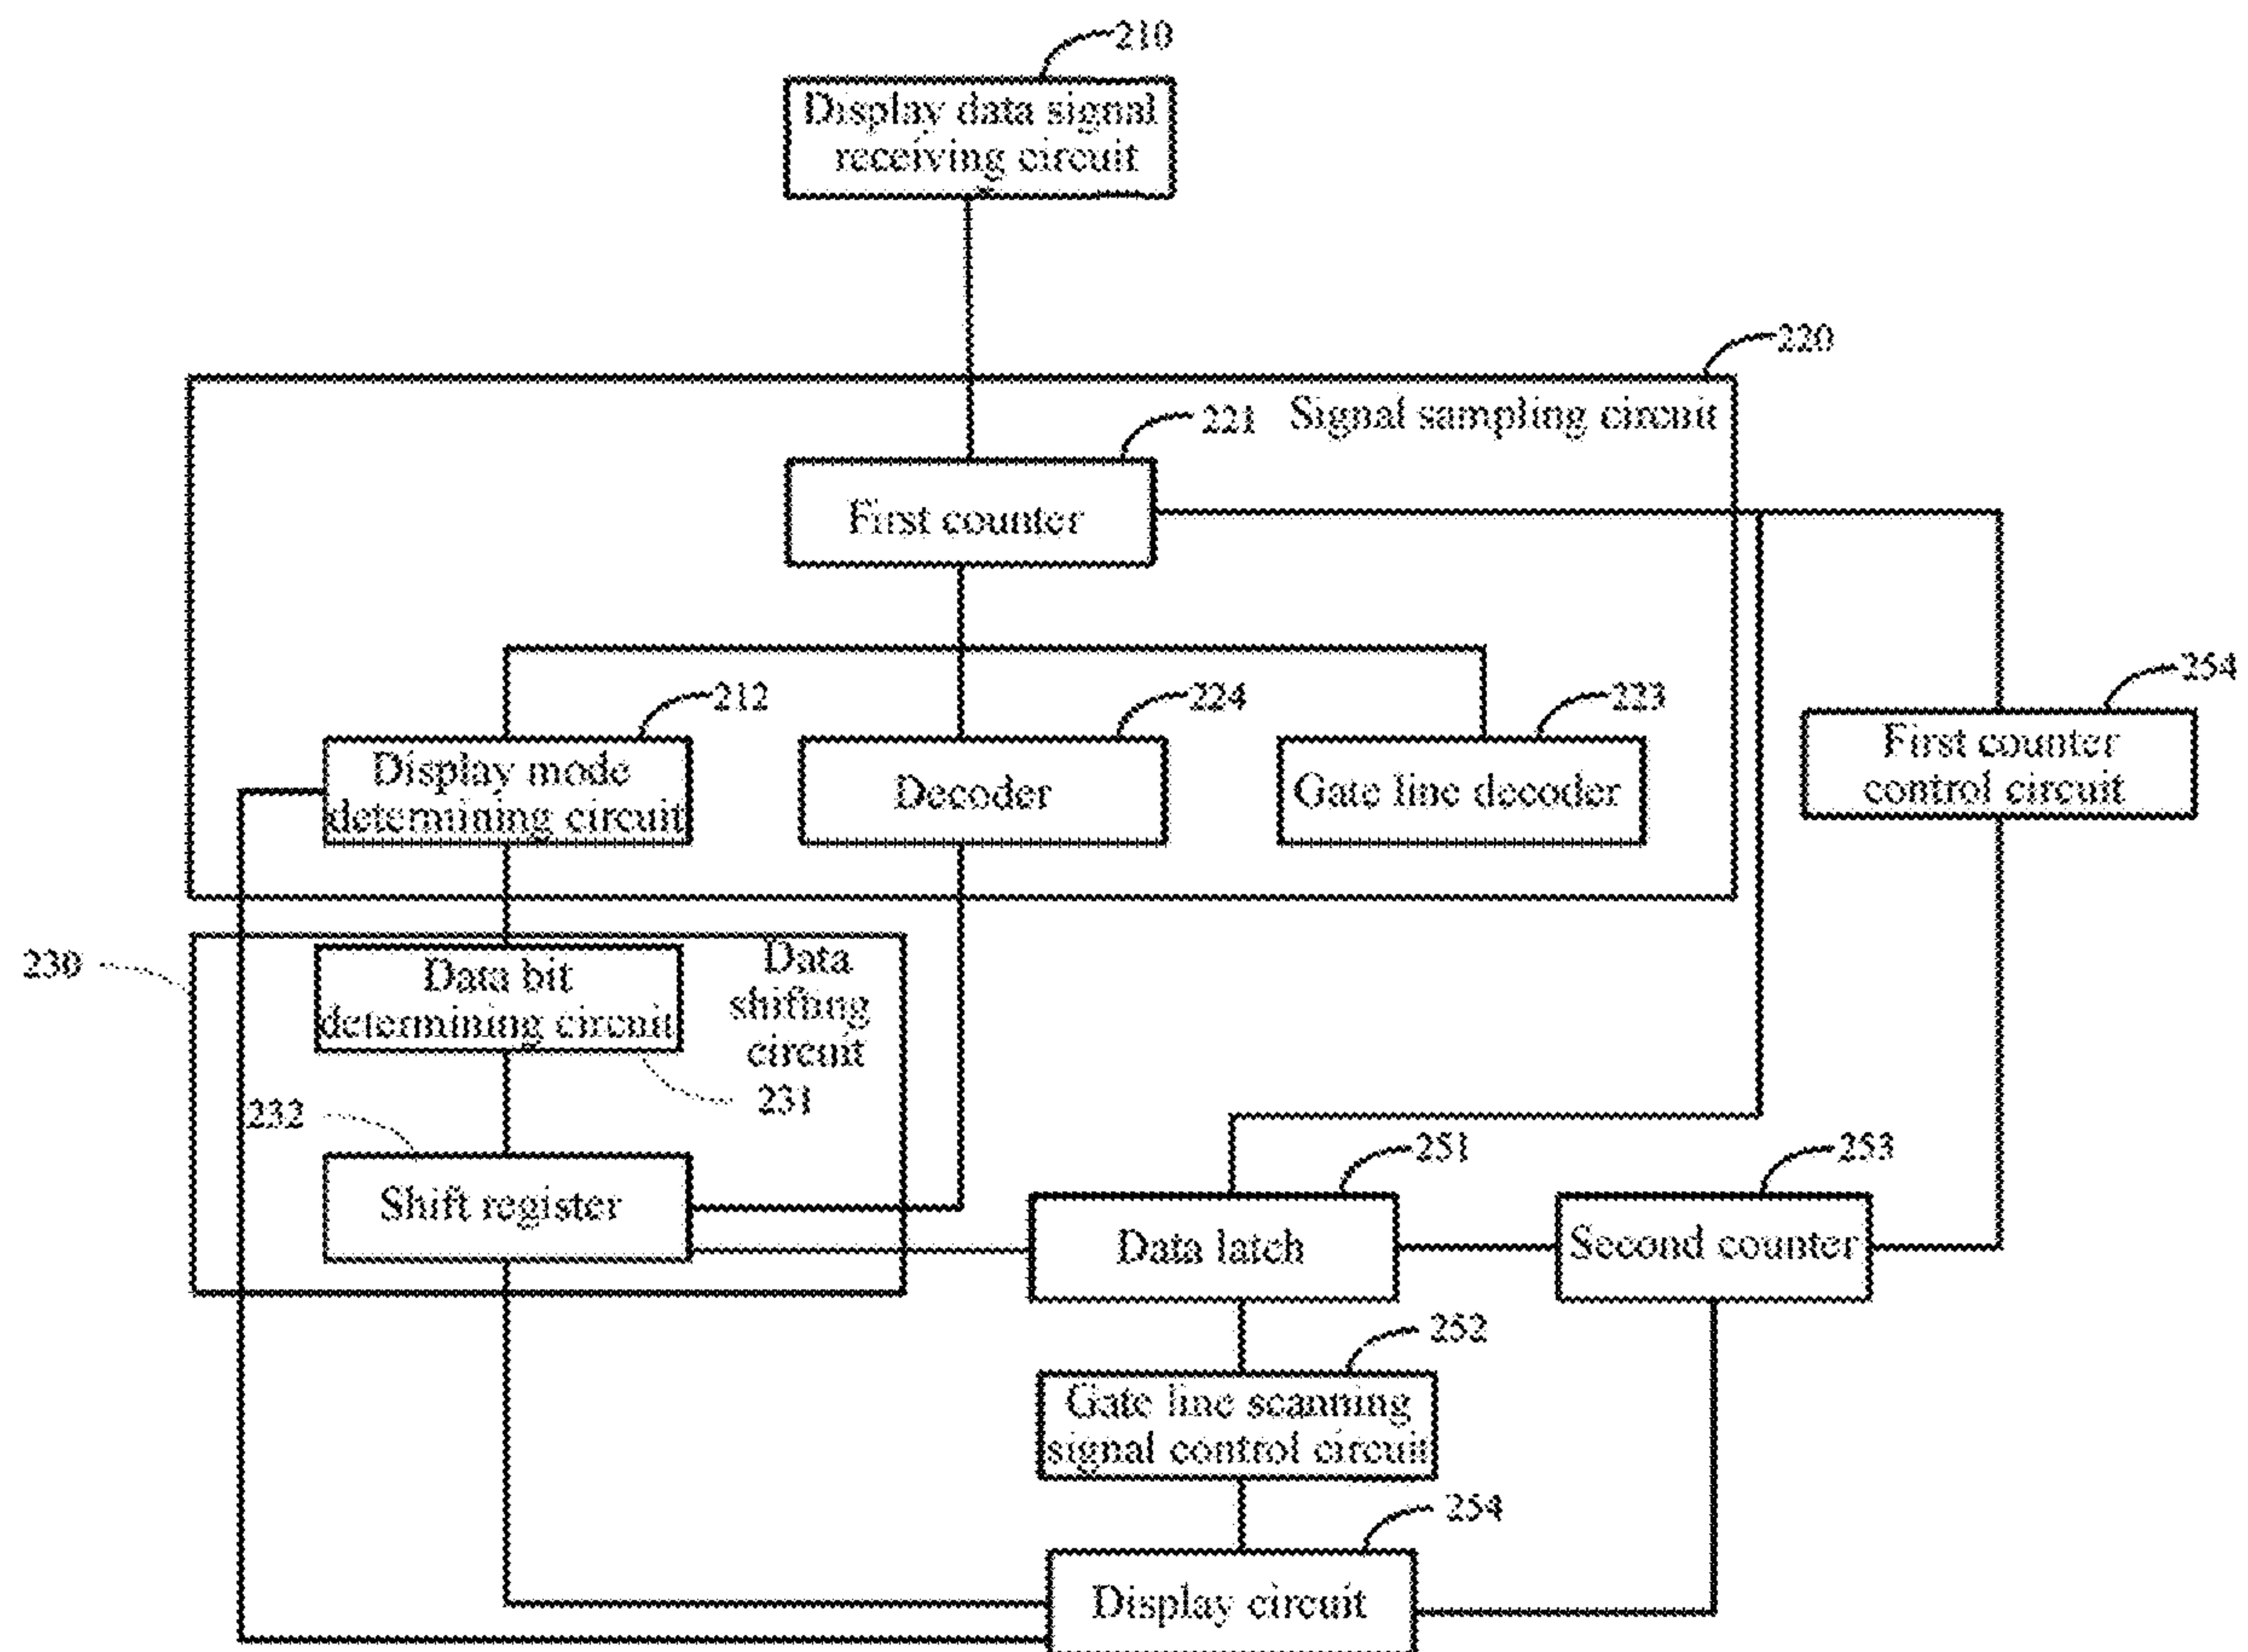 210
Display data signal
receiving circuit
220
221
Signal sampling circuit
First counter
212
224
223
254
Display mode
determining circuit
Decoder
Gate line decoder
First counter
control circuit
230
Data bit
determining circuit
Data
shifting
circuit
231
232
Shift register
251
253
Data latch
Second counter
252
Gate line scanning
signal control circuit
254
Display circuit